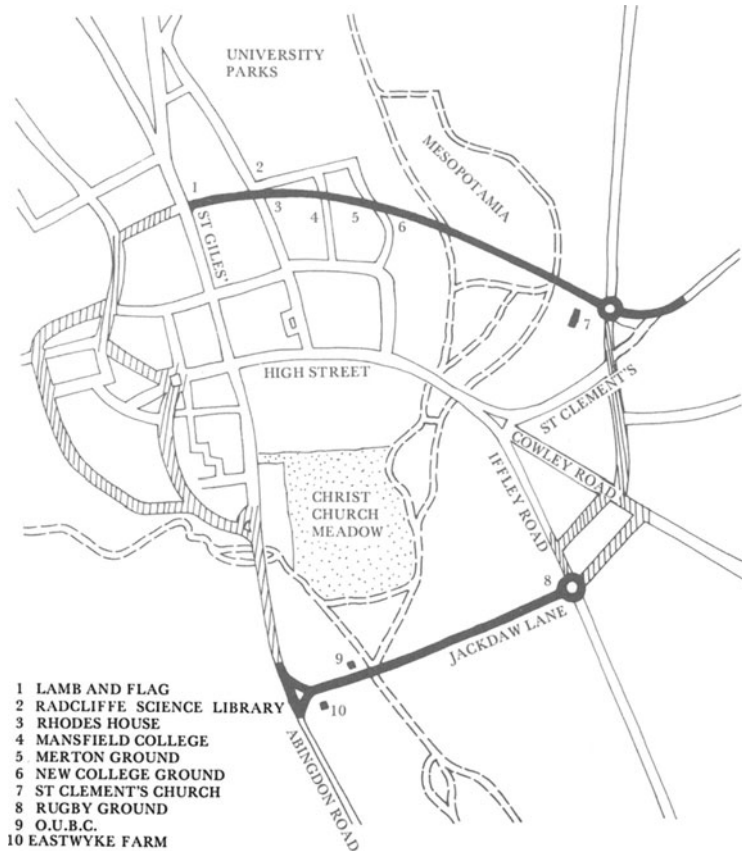 UNIVERSITY
PARKS
MESOPOTAMIA
2
1
3
4
5
6
ST GILES'
7
HIGH STREET
ST CLEMENT'S
COWLEY ROAD
IFFLEY ROAD
CHRIST
CHURCH
MEADOW
8
JACKDAW LANE
9
10
ABINGDON ROAD
1 LAMB AND FLAG
2 RADCLIFFE SCIENCE LIBRARY
3 RHODES HOUSE
4 MANSFIELD COLLEGE
5 MERTON GROUND
6 NEW COLLEGE GROUND
7 ST CLEMENT'S CHURCH
8 RUGBY GROUND
9 O.U.B.C.
10 EASTWYKE FARM